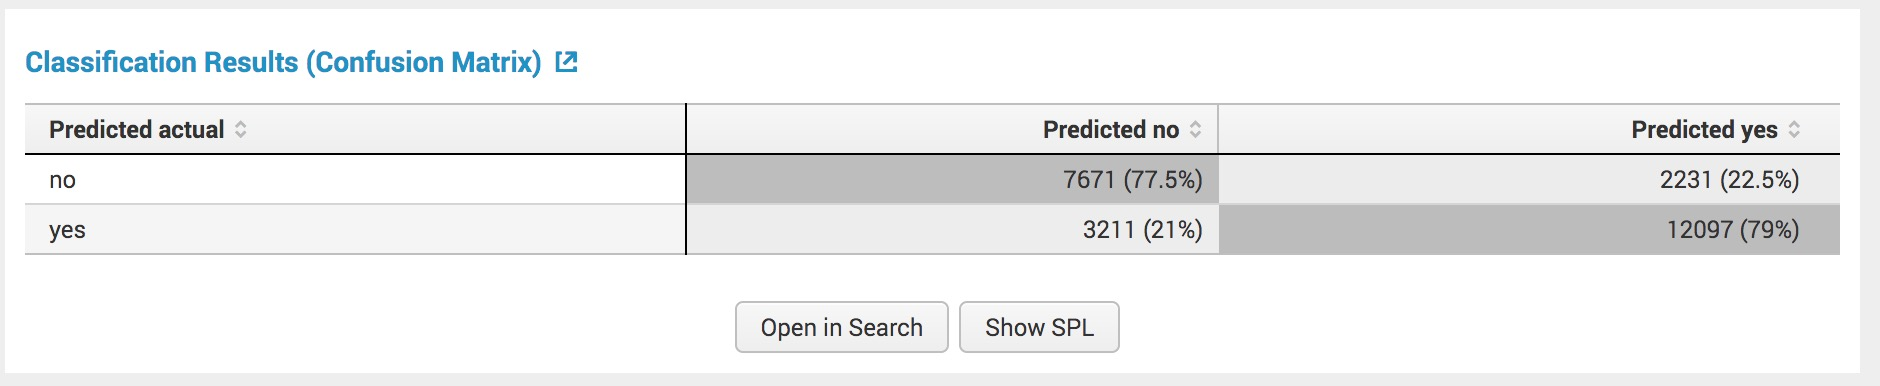 Classification Results (Confusion Matrix)
Predicted actual Predicted no Predicted yes
no 7671 (77.5%) 2231 (22.5%)
yes 3211 (21%) 12097 (79%)
Open in Search Show SPL